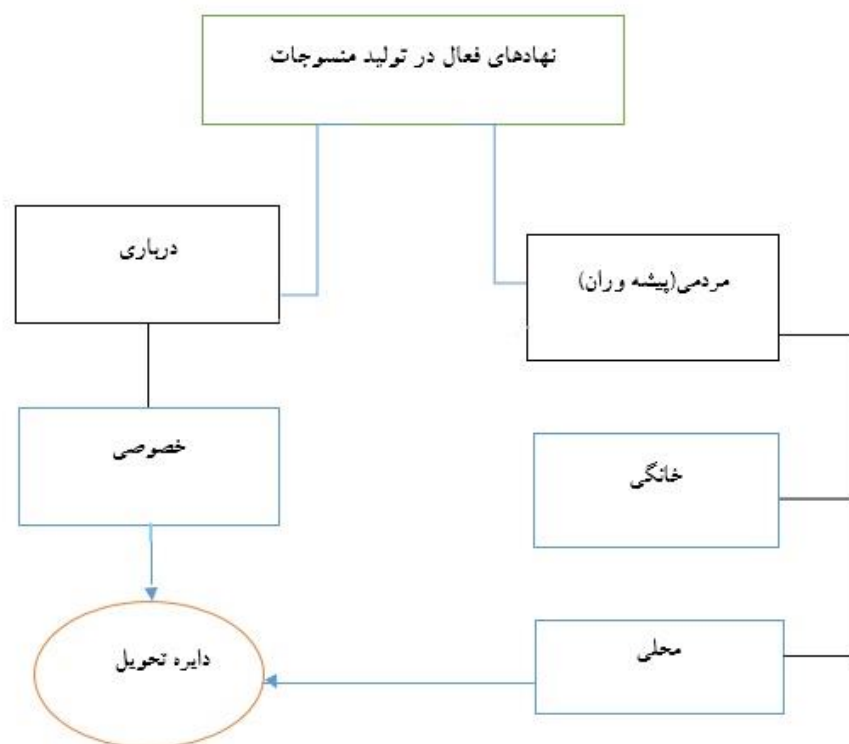 نهادهای فعال در تولید منسوجات
مردمی(پیشه وران)
درباری
خانگی
خصوصی
محلی
دایره تحویل